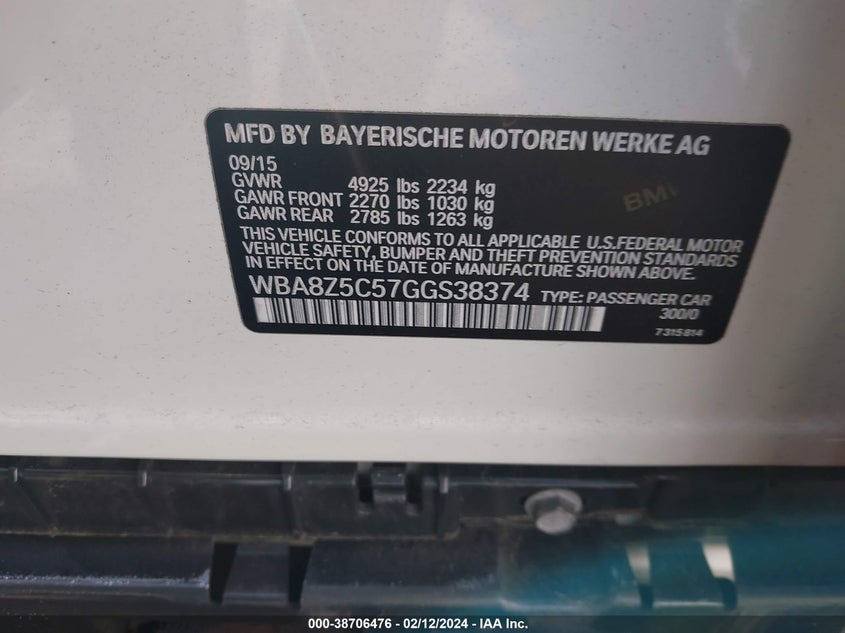 MFD BY BAYERISCHE MOTOREN WERKE AG
09/15
GVWR 4925 lbs 2234 kg
GAWR FRONT 2270 lbs 1030 kg
GAWR REAR 2785 lbs 1263 kg
BMW
THIS VEHICLE CONFORMS TO ALL APPLICABLE U.S.FEDERAL MOTOR
VEHICLE SAFETY, BUMPER AND THEFT PREVENTION STANDARDS
IN EFFECT ON THE DATE OF MANUFACTURE SHOWN ABOVE.
WBA8Z5C57GGS38374 TYPE: PASSENGER CAR
300/0
7315814
000-38706476 - 02/12/2024 - IAA Inc.